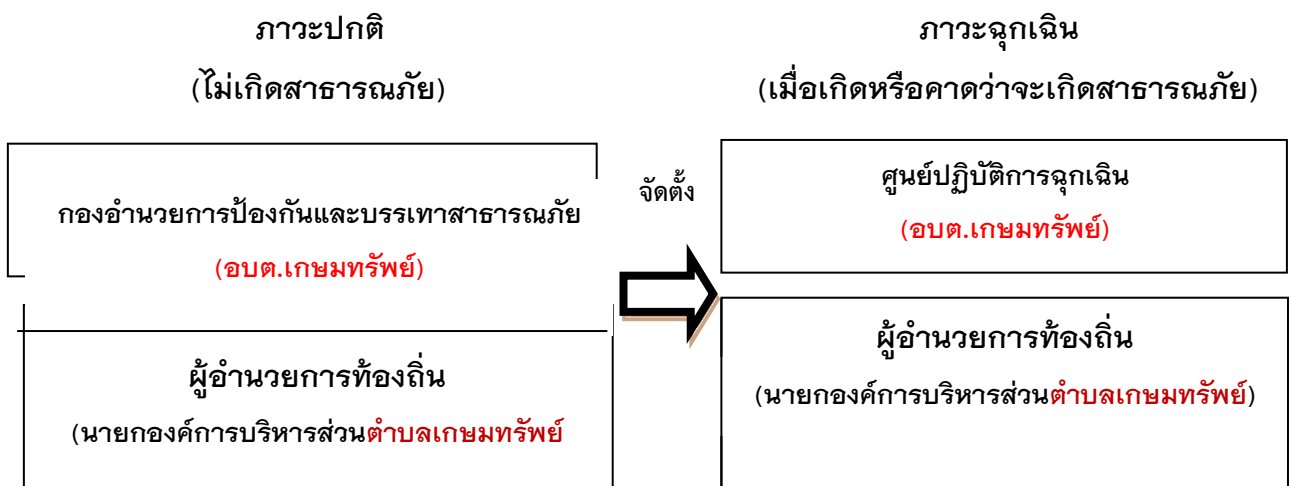 ภาวะปกติ
(ไม่เกิดสาธารณภัย)
กองอำนวยการป้องกันและบรรเทาสาธารณภัย
(อบต.เกษมทรัพย์)
ผู้อำนวยการท้องถิ่น
(นายกองค์การบริหารส่วนตำบลเกษมทรัพย์
จัดตั้ง
ภาวะฉุกเฉิน
(เมื่อเกิดหรือคาดว่าจะเกิดสาธารณภัย)
ศูนย์ปฏิบัติการฉุกเฉิน
(อบต.เกษมทรัพย์)
ผู้อำนวยการท้องถิ่น
(นายกองค์การบริหารส่วนตำบลเกษมทรัพย์)